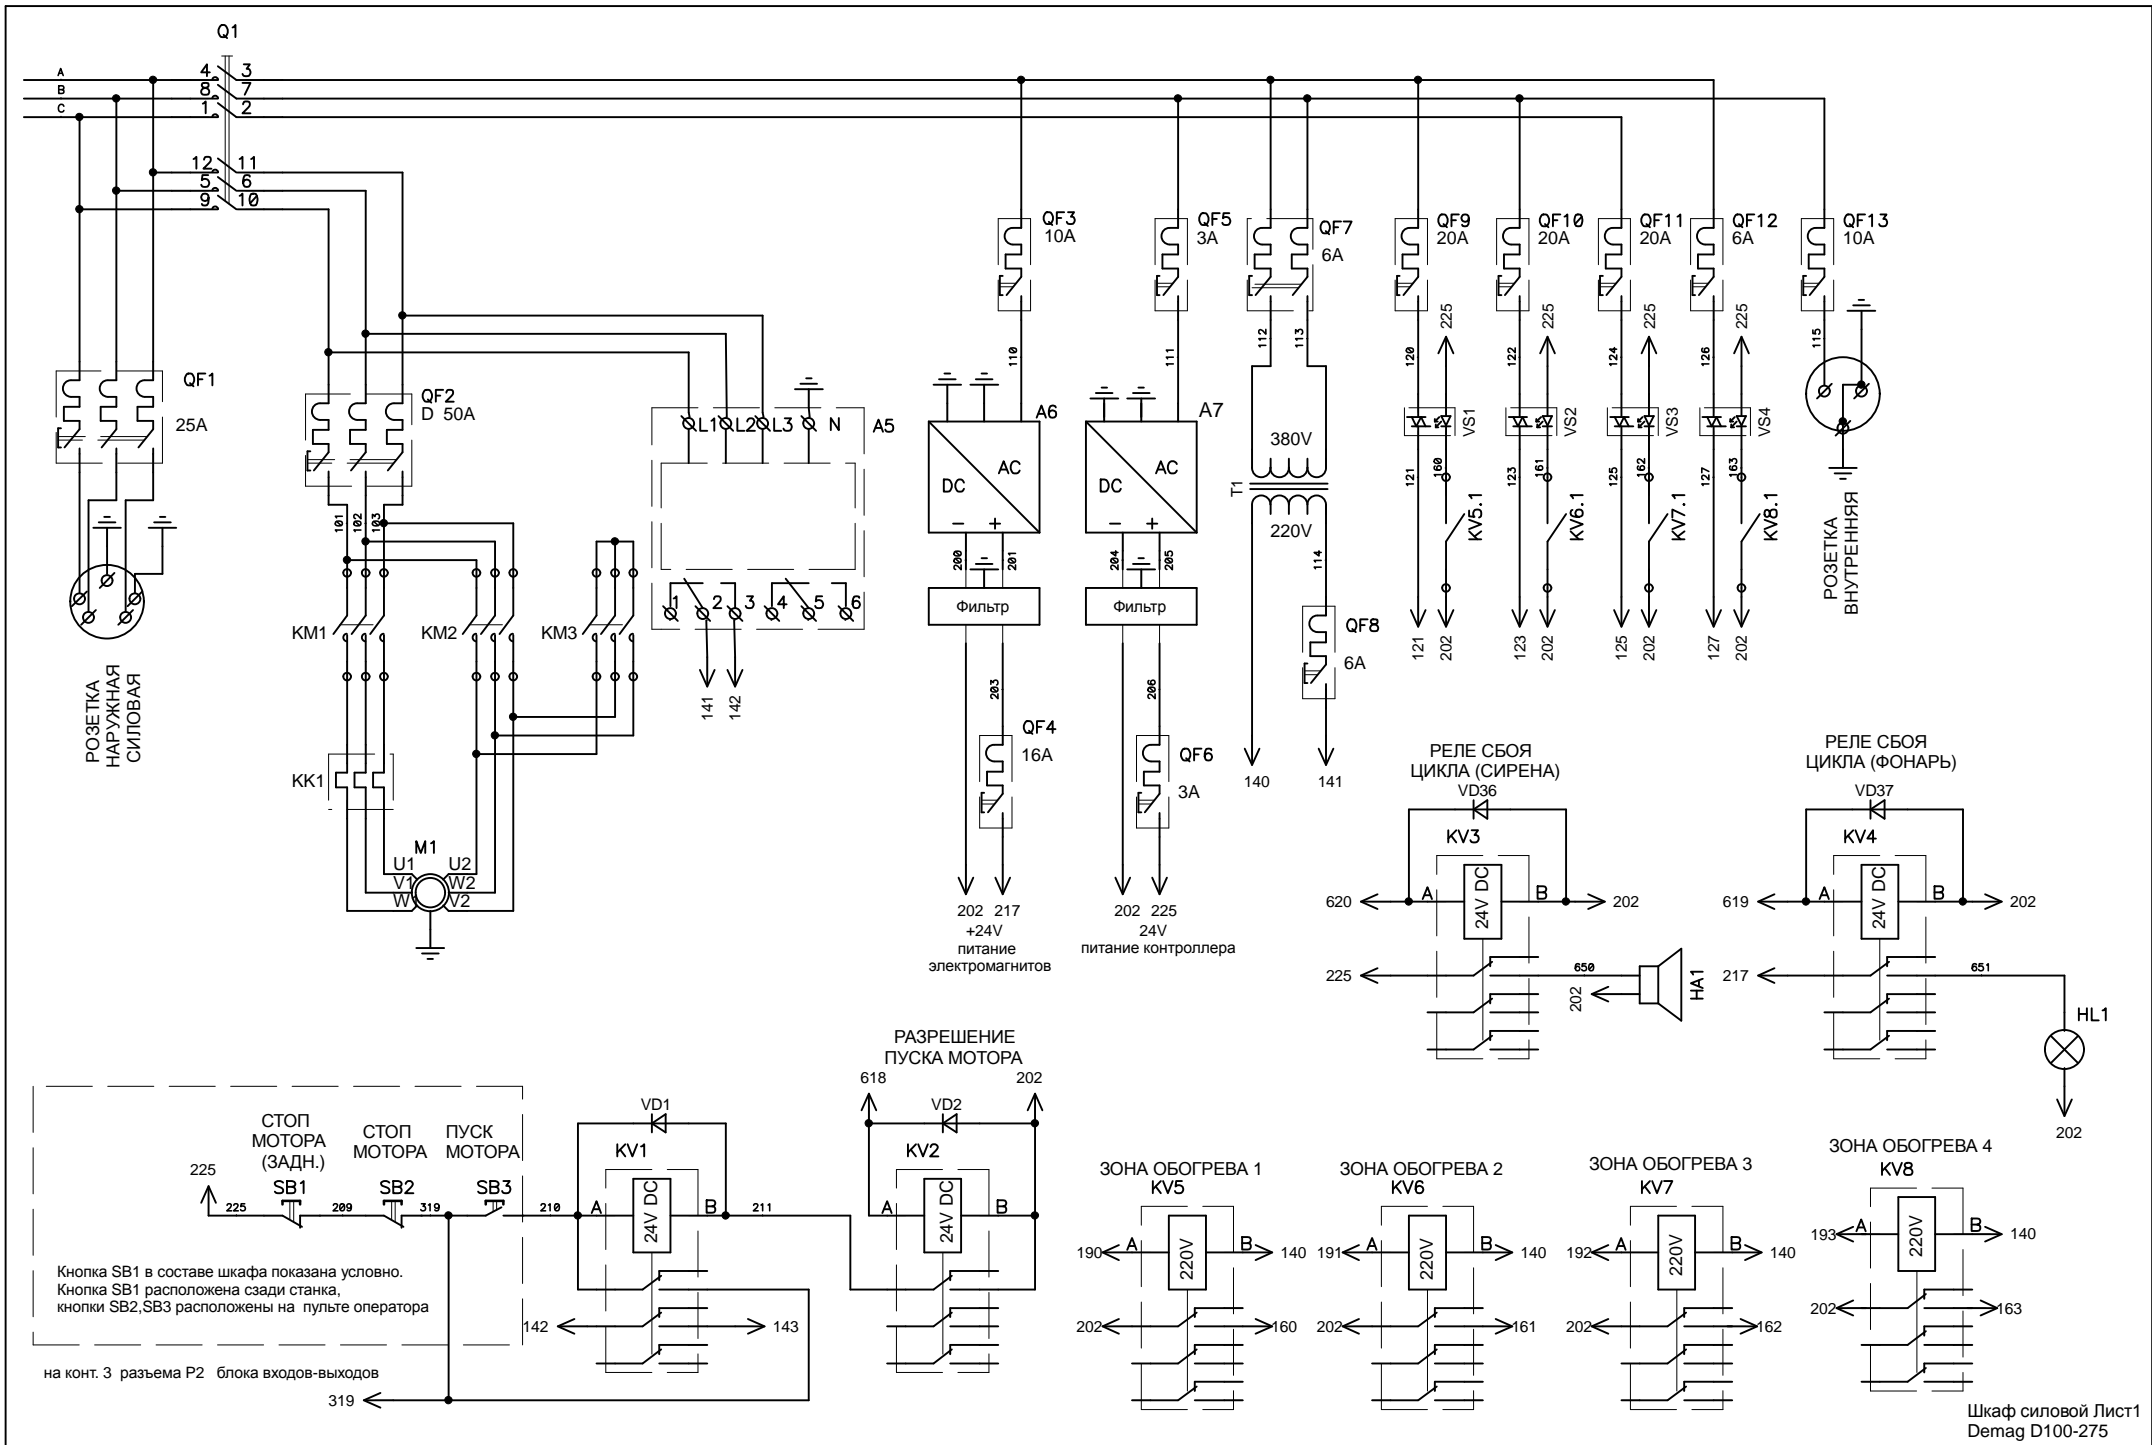 Q1
A
B
C
4 3
8 7
1 2
12 11
5 6
9 10
QF1
25A
QF2
D 50A
QF3
10A
QF5
3A
QF7
6A
QF9
20A
QF10
20A
QF11
20A
QF12
6A
QF13
10A
110
111
112
113
120
225
122
225
124
225
126
225
115
L1 L2 L3 N
A5
A6
AC
DC
- +
A7
AC
DC
- +
380V
T1
220V
VS1
VS2
VS3
VS4
121
160
123
161
125
162
127
163
KV5.1
KV6.1
KV7.1
KV8.1
РОЗЕТКА
ВНУТРЕННЯЯ
101
102
103
200
201
204
205
114
Фильтр
Фильтр
1 2 3 4 5 6
KM1
KM2
KM3
QF8
6A
121
202
123
202
125
202
127
202
РОЗЕТКА
НАРУЖНАЯ
СИЛОВАЯ
141
142
203
206
QF4
16A
QF6
3A
140
141
KK1
M1
U1 U2
V1 W2
W V2
202 217
+24V
питание
электромагнитов
202 225
24V
питание контроллера
РЕЛЕ СБОЯ
ЦИКЛА (СИРЕНА)
VD36
KV3
620
A
24V DC
B
202
225
650
202
HA1
РЕЛЕ СБОЯ
ЦИКЛА (ФОНАРЬ)
VD37
KV4
619
A
24V DC
B
202
217
651
HL1
202
РАЗРЕШЕНИЕ
ПУСКА МОТОРА
618 202
VD1
VD2
KV1
KV2
СТОП
МОТОРА
(ЗАДН.)
СТОП
МОТОРА
ПУСК
МОТОРА
225
SB1
SB2
SB3
225
209
319
210
A
24V DC
B
211
A
24V DC
B
Кнопка SB1 в составе шкафа показана условно.
Кнопка SB1 расположена сзади станка,
кнопки SB2,SB3 расположены на пульте оператора
142
143
на конт. 3 разъема P2 блока входов-выходов
319
ЗОНА ОБОГРЕВА 1
KV5
190
A
220V
B
140
202
160
ЗОНА ОБОГРЕВА 2
KV6
191
A
220V
B
140
202
161
ЗОНА ОБОГРЕВА 3
KV7
192
A
220V
B
140
202
162
ЗОНА ОБОГРЕВА 4
KV8
193
A
220V
B
140
202
163
Шкаф силовой Лист1
Demag D100-275